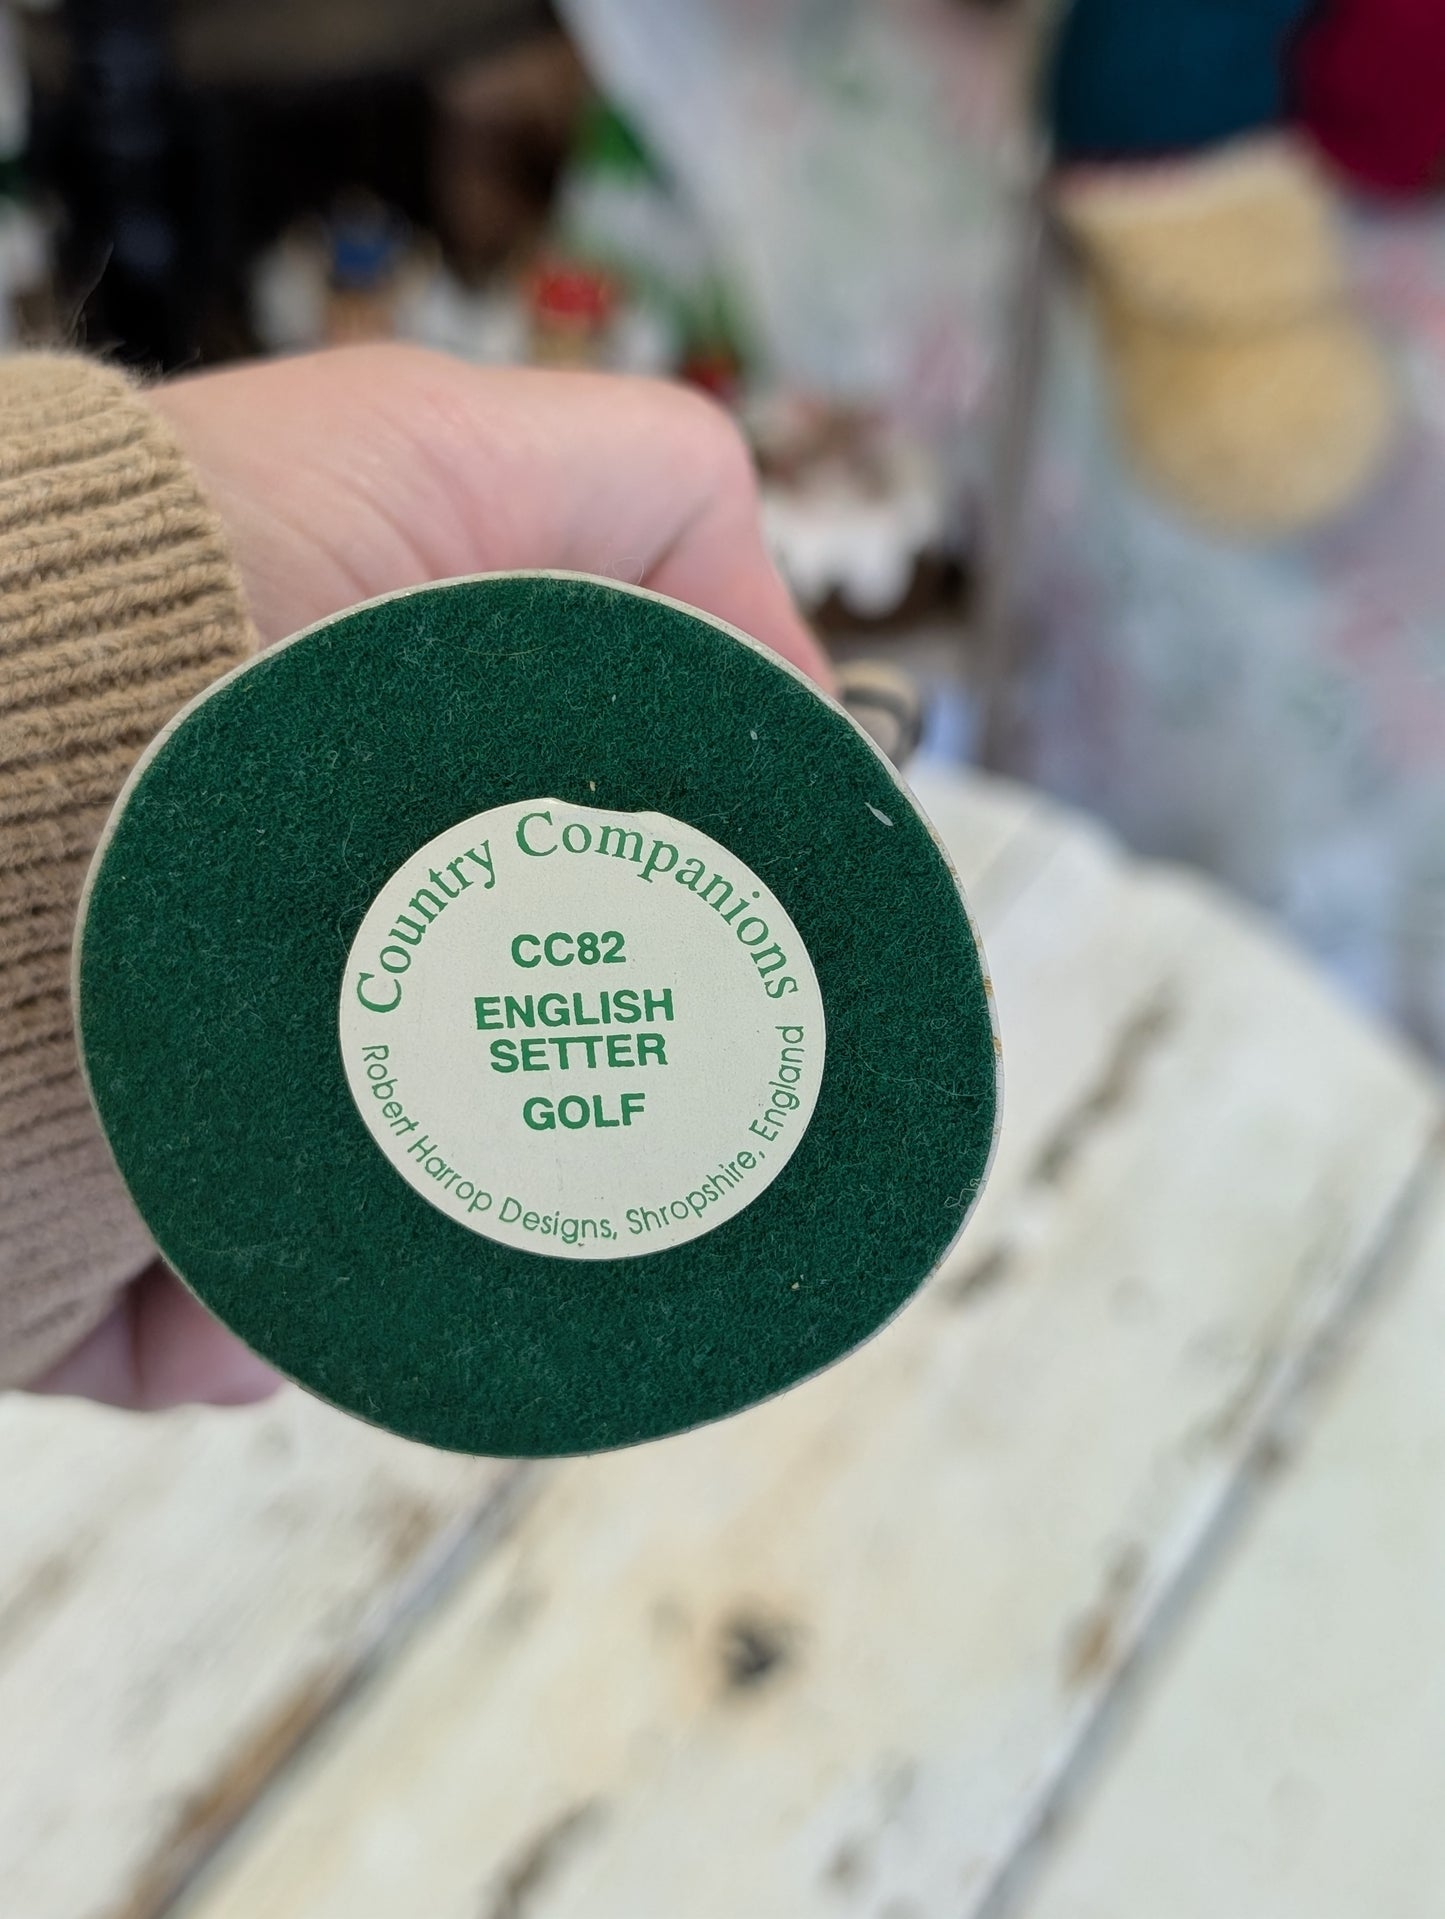 Country Companions
CC82
ENGLISH
SETTER
GOLF
Robert Harrop Designs, Shropshire, England